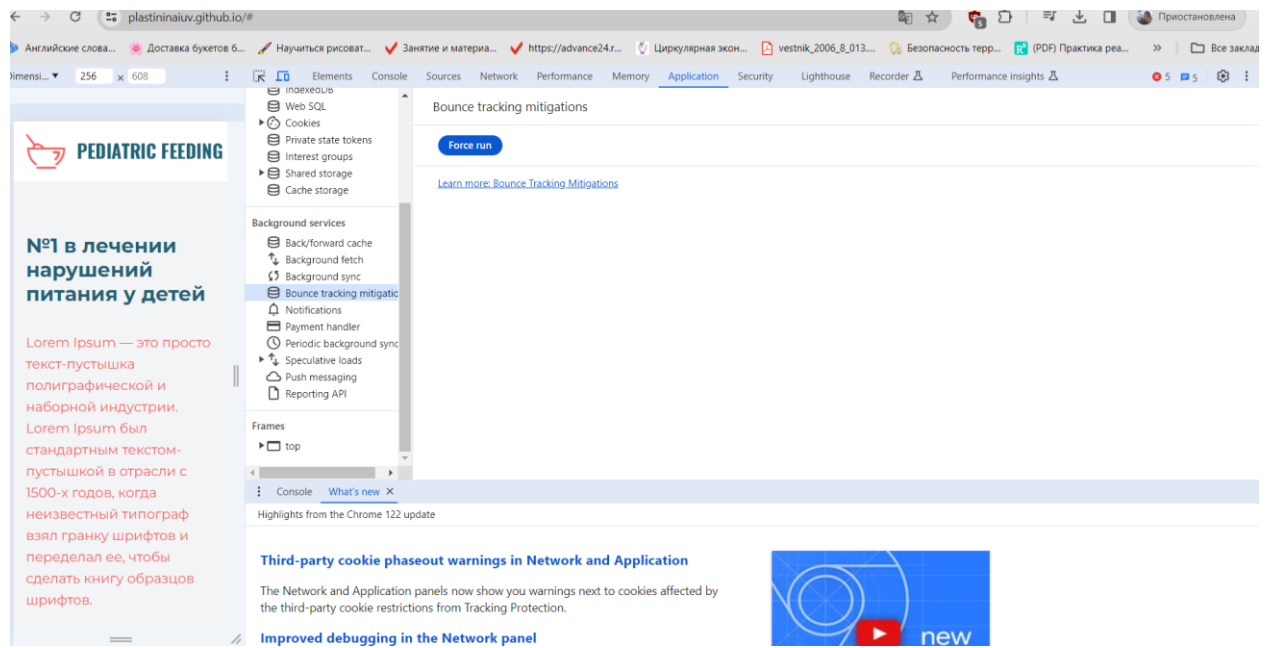 plastininaiuv.github.io/#
Приостановлена
Английские слова...
Доставка букетов б...
Научиться рисоват...
Занятие и материа...
https://advance24.r...
Циркулярная экон...
vestnik_2006_8_013....
Безопасность терр...
(PDF) Практика реа...
»
Все заклад
Dimensi... ▼ 256 x 608
Elements Console Sources Network Performance Memory Application Security Lighthouse Recorder Performance insights
5 5
IndexedDB
Web SQL
Cookies
Private state tokens
Interest groups
Shared storage
Cache storage
Background services
Back/forward cache
Background fetch
Background sync
Bounce tracking mitigatic
Notifications
Payment handler
Periodic background sync
Speculative loads
Push messaging
Reporting API
Frames
top
Bounce tracking mitigations
Force run
Learn more: Bounce Tracking Mitigations
PEDIATRIC FEEDING
№1 в лечении
нарушений
питания у детей
Lorem Ipsum — это просто
текст-пустышка
полиграфической и
наборной индустрии.
Lorem Ipsum был
стандартным текстом-
пустышкой в отрасли с
1500-х годов, когда
неизвестный типограф
взял гранку шрифтов и
переделал ее, чтобы
сделать книгу образцов
шрифтов.
Console What's new
Highlights from the Chrome 122 update
Third-party cookie phaseout warnings in Network and Application
The Network and Application panels now show you warnings next to cookies affected by
the third-party cookie restrictions from Tracking Protection.
Improved debugging in the Network panel
new